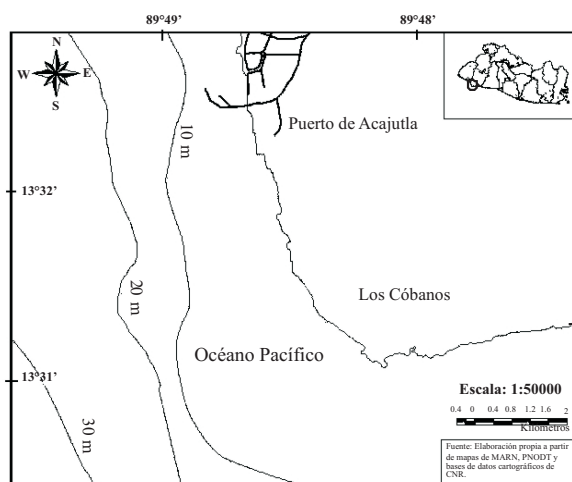 89°49' 89°48'
N
W E
S
Puerto de Acajutla
10 m
13°32'
20 m
Los Cóbanos
Océano Pacífico
13°31'
30 m
Escala: 1:50000
0.4 0 0.4 0.8 1.2 1.6 2
Kilometros
Fuente: Elaboración propia a partir
de mapas de MARN, PNODT y
bases de datos cartográficos de
CNR.